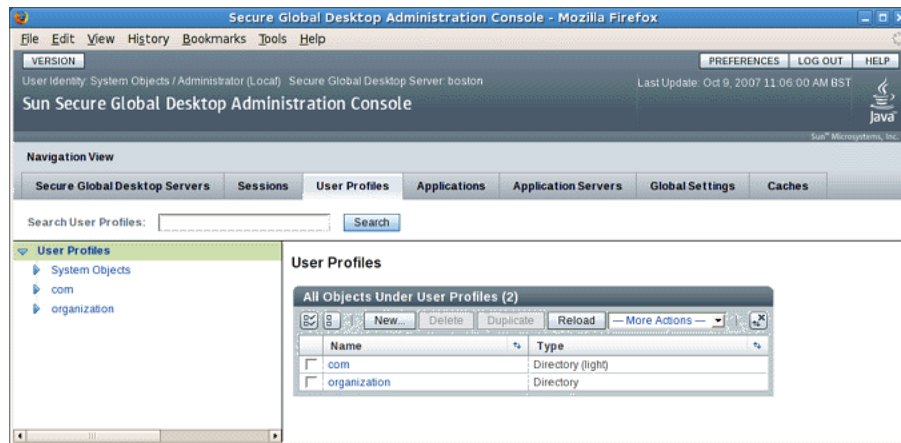 Secure Global Desktop Administration Console - Mozilla Firefox
File Edit View History Bookmarks Tools Help
VERSION PREFERENCES LOG OUT HELP
User Identity: System Objects / Administrator (Local) Secure Global Desktop Server: boston Last Update: Oct 9, 2007 11:06:00 AM BST
Sun Secure Global Desktop Administration Console
Java
Sun™ Microsystems, Inc.
Navigation View
Secure Global Desktop Servers Sessions User Profiles Applications Application Servers Global Settings Caches
Search User Profiles: Search
User Profiles
System Objects
com
organization
User Profiles
All Objects Under User Profiles (2)
New... Delete Duplicate Reload — More Actions —
Name Type
com Directory (light)
organization Directory